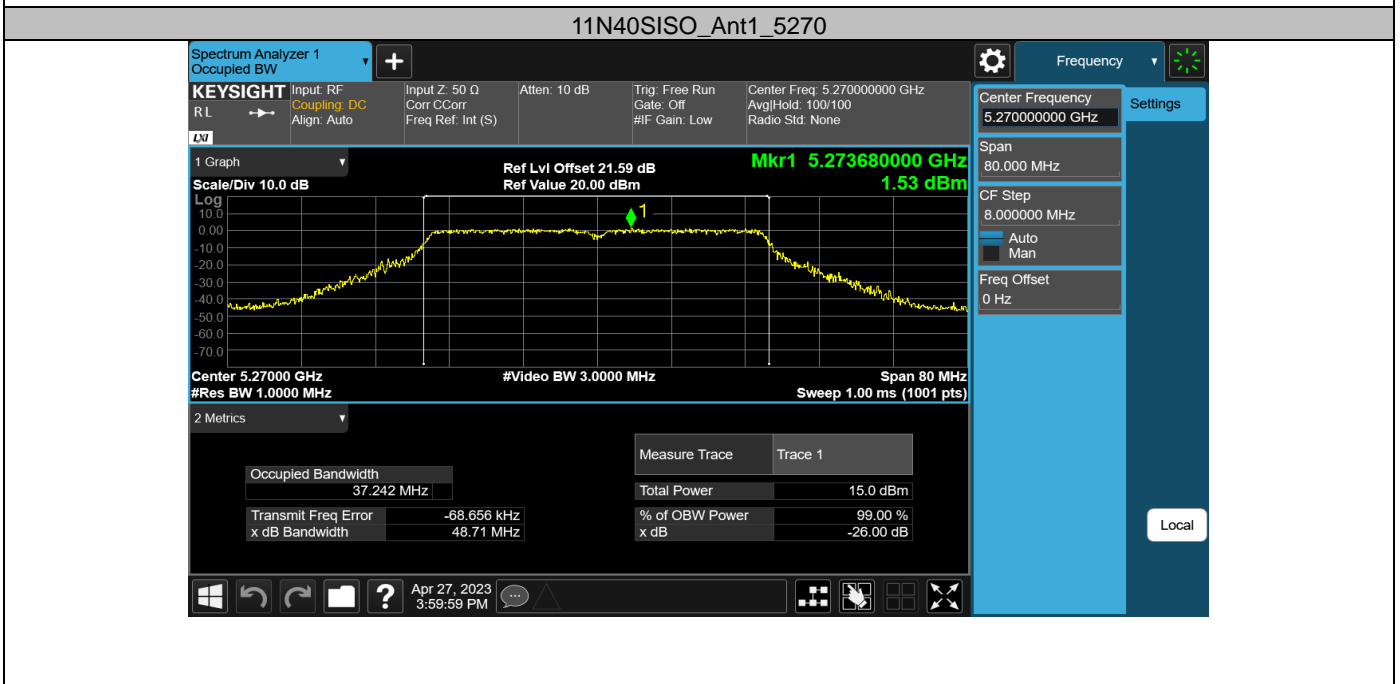 11N40SISO_Ant1_5270
Spectrum Analyzer 1
Occupied BW
+
Frequency
KEYSIGHT
RL
LXI
Input: RF
Coupling: DC
Align: Auto
Input Z: 50 Ω
Corr CCorr
Freq Ref: Int (S)
Atten: 10 dB
Trig: Free Run
Gate: Off
#IF Gain: Low
Center Freq: 5.270000000 GHz
Avg|Hold: 100/100
Radio Std: None
Center Frequency
5.270000000 GHz
Settings
Span
80.000 MHz
CF Step
8.000000 MHz
Auto
Man
Freq Offset
0 Hz
Local
1 Graph
Scale/Div 10.0 dB
Ref Lvl Offset 21.59 dB
Ref Value 20.00 dBm
Mkr1 5.273680000 GHz
1.53 dBm
Log
10.0
0.00
-10.0
-20.0
-30.0
-40.0
-50.0
-60.0
-70.0
1
Center 5.27000 GHz
#Video BW 3.0000 MHz
Span 80 MHz
#Res BW 1.0000 MHz
Sweep 1.00 ms (1001 pts)
2 Metrics
Measure Trace Trace 1
Occupied Bandwidth
37.242 MHz
Total Power 15.0 dBm
Transmit Freq Error -68.656 kHz
% of OBW Power 99.00 %
x dB Bandwidth 48.71 MHz
x dB -26.00 dB
?
Apr 27, 2023
3:59:59 PM